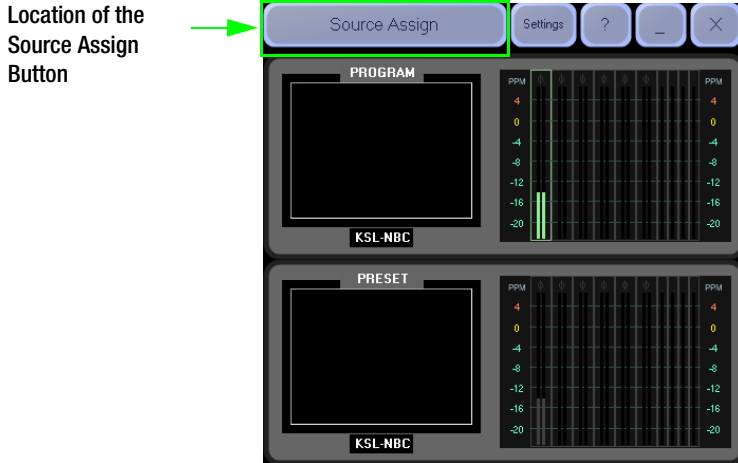 Location of the
Source Assign
Button
Source Assign
Settings
?
_
X
PROGRAM
PPM
4
0
-4
-8
-12
-16
-20
PPM
4
0
-4
-8
-12
-16
-20
KSL-NBC
PRESET
PPM
4
0
-4
-8
-12
-16
-20
PPM
4
0
-4
-8
-12
-16
-20
KSL-NBC